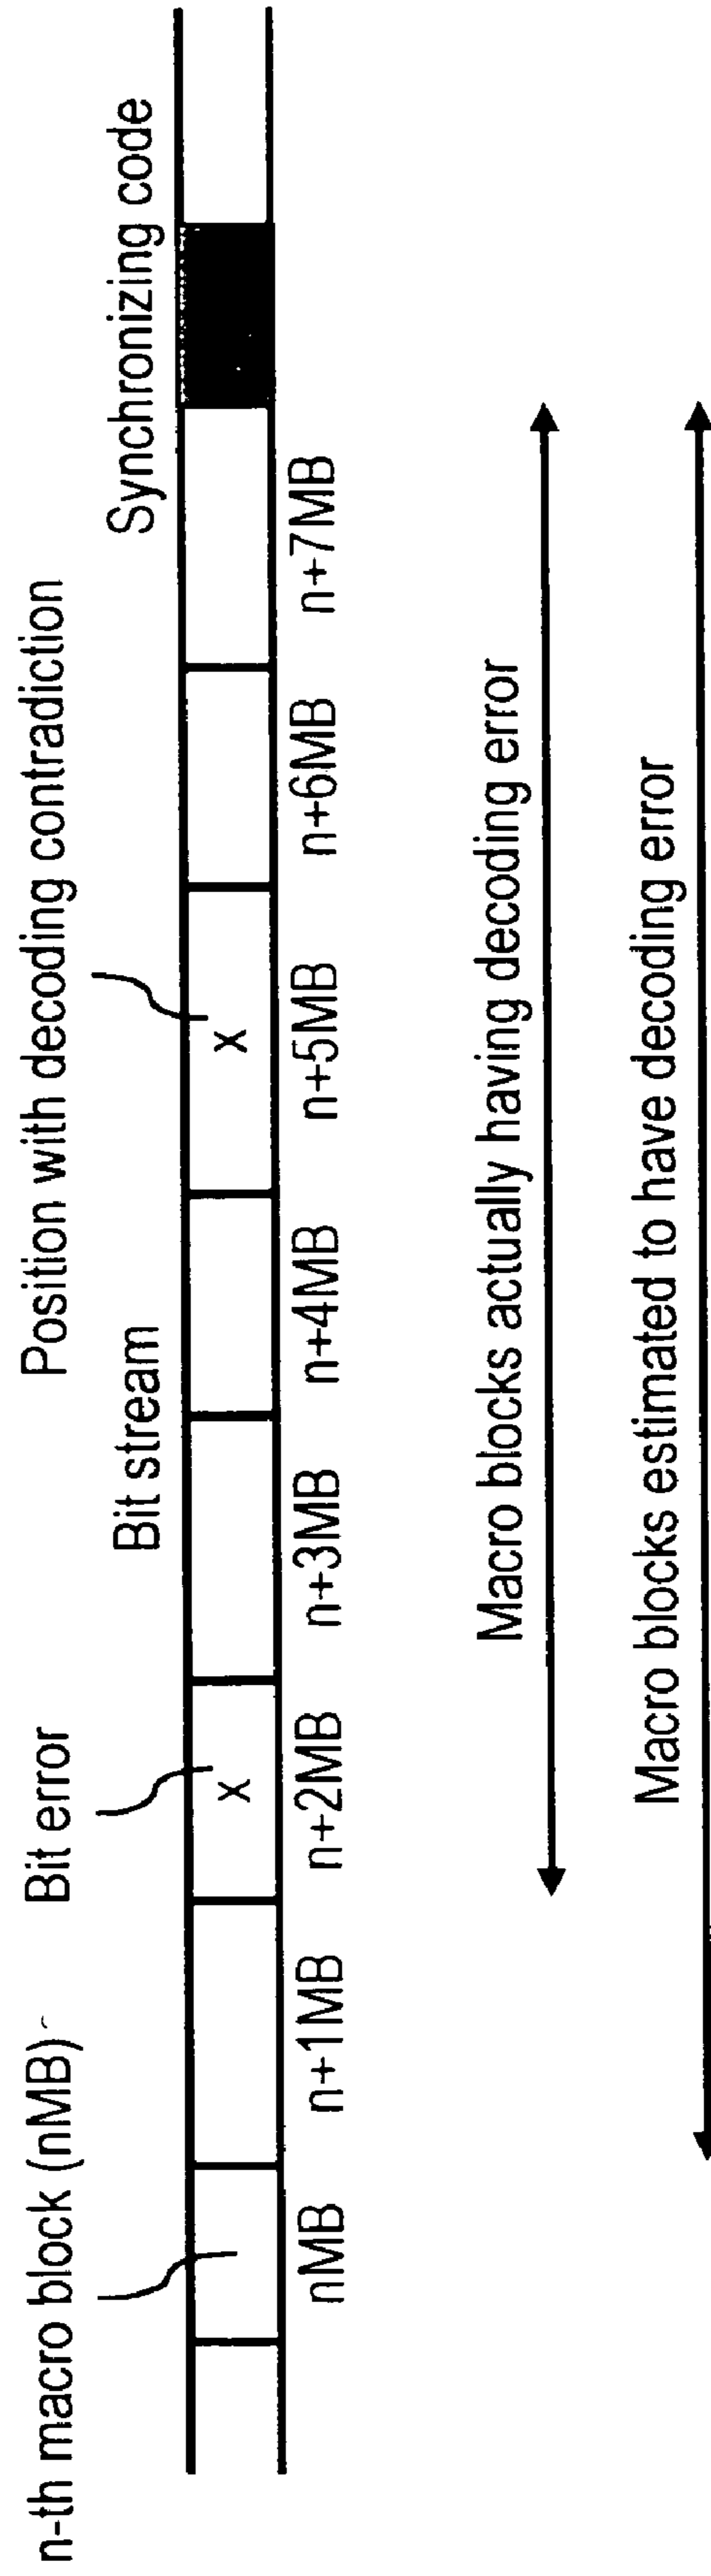 n-th macro block (nMB)
Bit error
Position with decoding contradiction
Bit stream
Synchronizing code
X
X
nMB
n+1MB
n+2MB
n+3MB
n+4MB
n+5MB
n+6MB
n+7MB
Macro blocks actually having decoding error
Macro blocks estimated to have decoding error